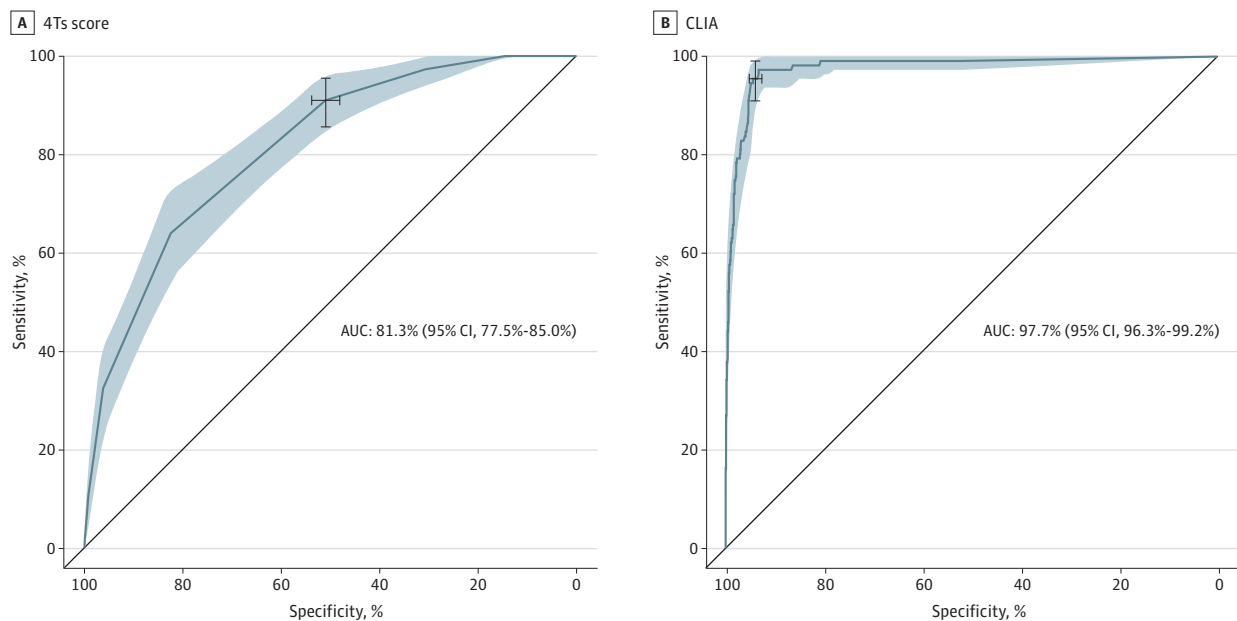 A 4Ts score
100
80
60
40
20
0
Sensitivity, %
AUC: 81.3% (95% CI, 77.5%-85.0%)
100 80 60 40 20 0
Specificity, %
B CLIA
100
80
60
40
20
0
Sensitivity, %
AUC: 97.7% (95% CI, 96.3%-99.2%)
100 80 60 40 20 0
Specificity, %